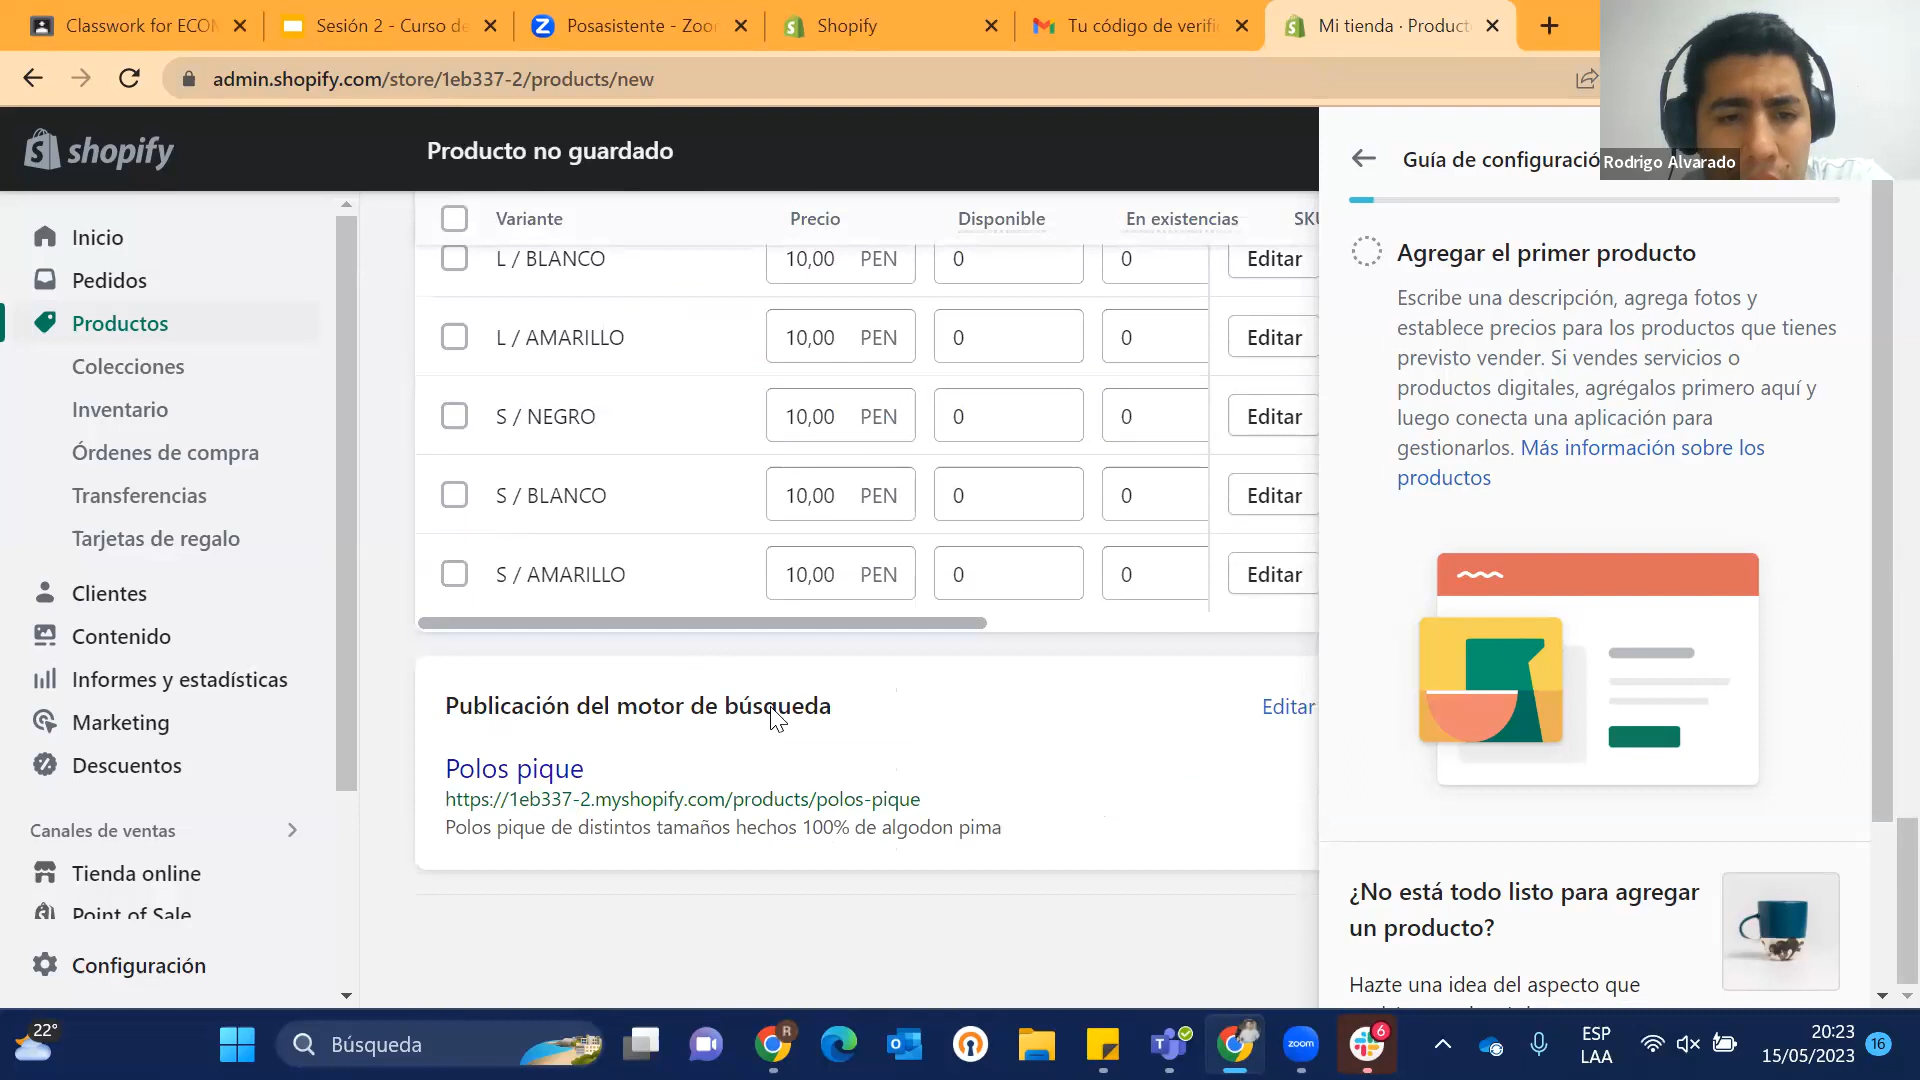 Classwork for ECON
Sesión 2 - Curso de
Posasistente - Zoo
Shopify
Tu código de verifi
Mi tienda · Product
admin.shopify.com/store/1eb337-2/products/new
Rodrigo Alvarado
shopify
Producto no guardado
Guía de configuració
Inicio
Pedidos
Productos
Colecciones
Inventario
Órdenes de compra
Transferencias
Tarjetas de regalo
Clientes
Contenido
Informes y estadísticas
Marketing
Descuentos
Canales de ventas
Tienda online
Point of Sale
Configuración
Variante Precio Disponible En existencias SKU
L / BLANCO 10,00 PEN 0 0 Editar
L / AMARILLO 10,00 PEN 0 0 Editar
S / NEGRO 10,00 PEN 0 0 Editar
S / BLANCO 10,00 PEN 0 0 Editar
S / AMARILLO 10,00 PEN 0 0 Editar
Publicación del motor de búsqueda Editar
Polos pique
https://1eb337-2.myshopify.com/products/polos-pique
Polos pique de distintos tamaños hechos 100% de algodon pima
Agregar el primer producto
Escribe una descripción, agrega fotos y
establece precios para los productos que tienes
previsto vender. Si vendes servicios o
productos digitales, agrégalos primero aquí y
luego conecta una aplicación para
gestionarlos. Más información sobre los
productos
¿No está todo listo para agregar
un producto?
Hazte una idea del aspecto que
22°
Búsqueda
R
zoom
6
ESP
LAA
20:23
15/05/2023
16